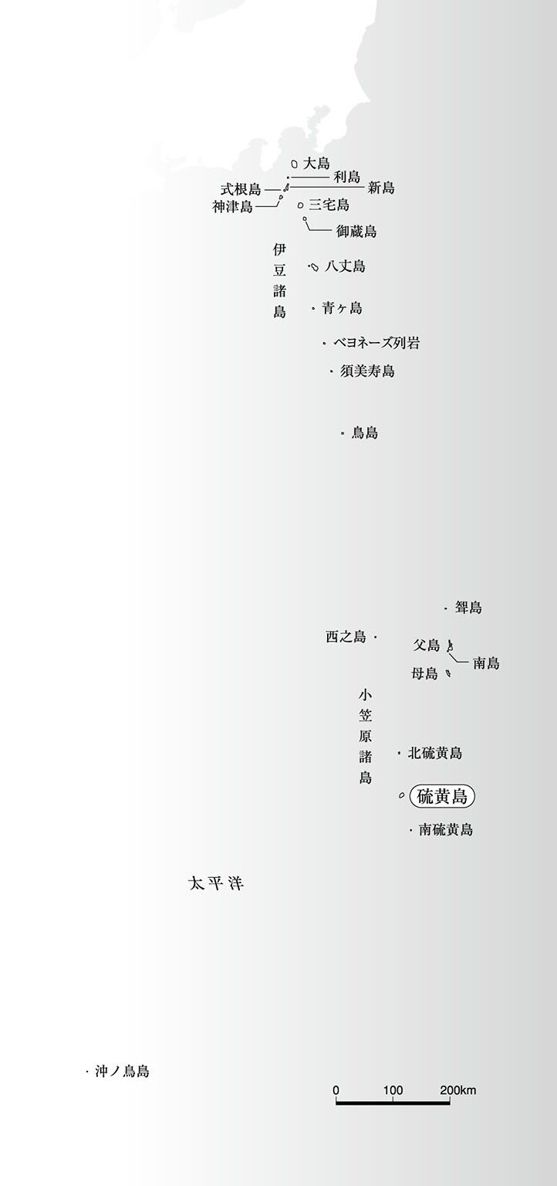 大島
利島
式根島
新島
神津島
三宅島
御蔵島
伊豆諸島
八丈島
青ヶ島
ベヨネーズ列岩
須美寿島
鳥島
聟島
西之島
父島
南島
母島
小笠原諸島
北硫黄島
硫黄島
南硫黄島
太平洋
沖ノ鳥島
0 100 200km